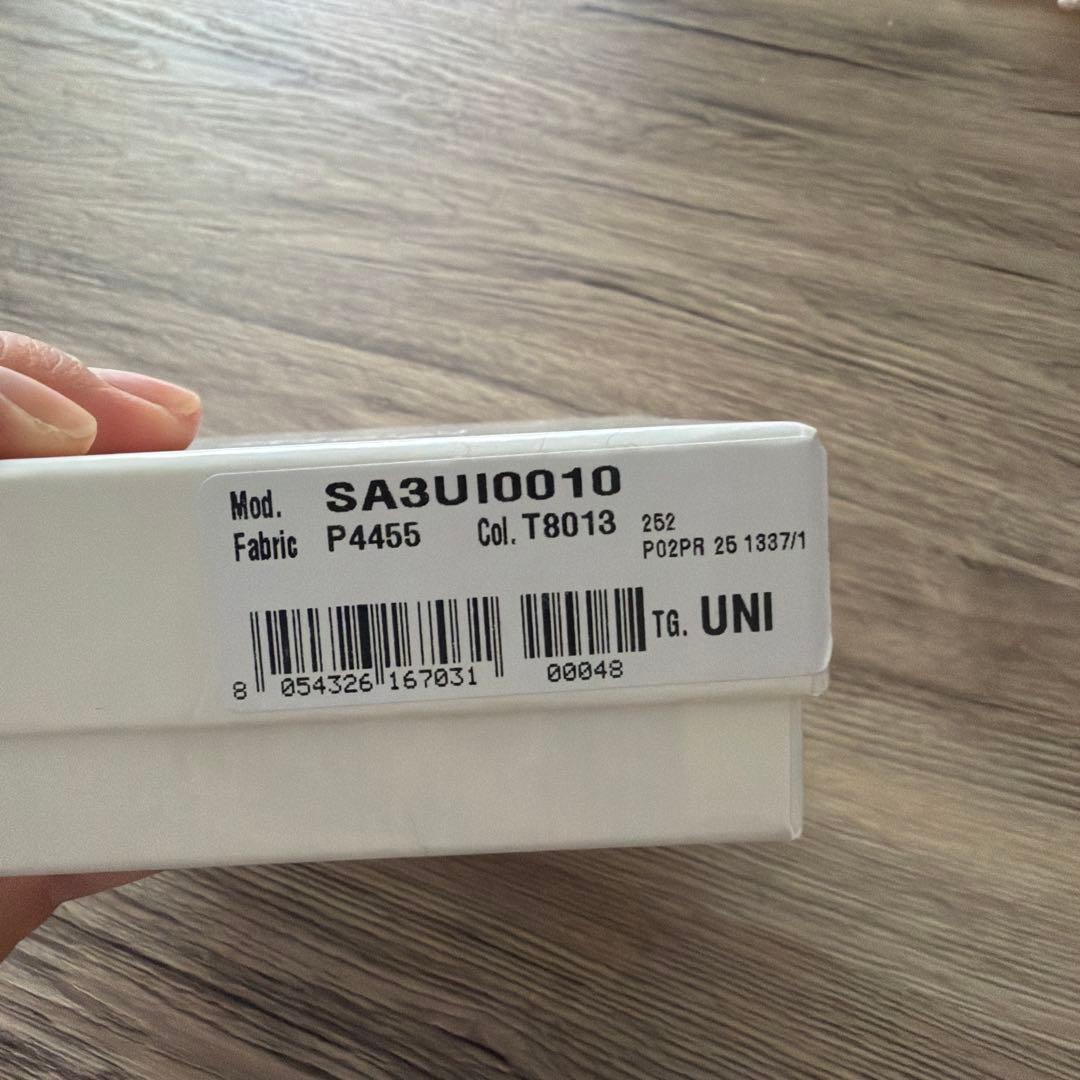 Mod. SA3UI0010
Fabric P4455 Col. T8013 252
P02PR 25 1337/1
TG. UNI
8 054326 167031 00048